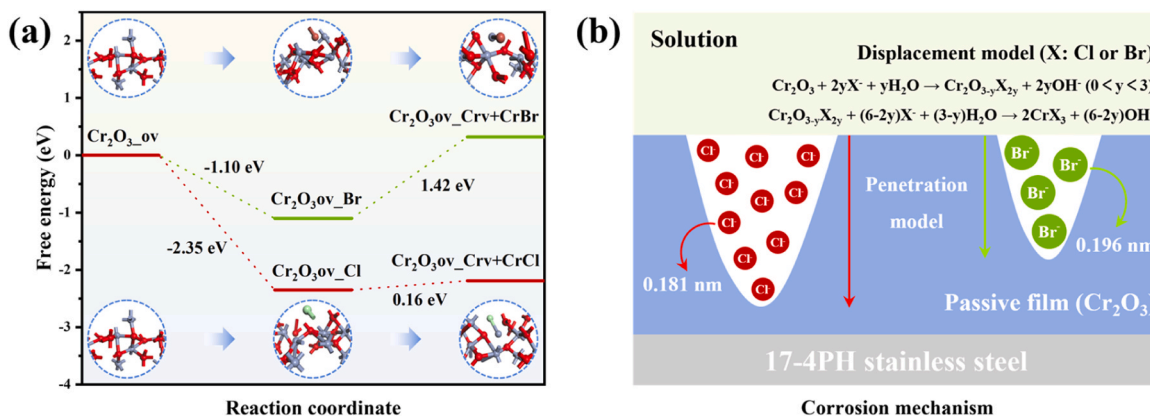 (a)
Free energy (eV)
2
1
0
-1
-2
-3
-4
Cr₂O₃_ov
-1.10 eV
-2.35 eV
Cr₂O₃ov_Br
Cr₂O₃ov_Cl
Cr₂O₃ov_Crv+CrBr
1.42 eV
Cr₂O₃ov_Crv+CrCl
0.16 eV
Reaction coordinate
(b)
Solution
Displacement model (X: Cl or Br)
Cr₂O₃ + 2yX⁻ + yH₂O → Cr₂O₃₋yX₂y + 2yOH⁻ (0 < y < 3)
Cr₂O₃₋yX₂y + (6-2y)X⁻ + (3-y)H₂O → 2CrX₃ + (6-2y)OH
Cl⁻
Cl⁻
Cl⁻
Cl⁻
Cl⁻
Cl⁻
Cl⁻
Cl⁻
Cl⁻
Cl⁻
Cl⁻
0.181 nm
Penetration
model
Br⁻
Br⁻
Br⁻
Br⁻
Br⁻
0.196 nm
Passive film (Cr₂O₃)
17-4PH stainless steel
Corrosion mechanism